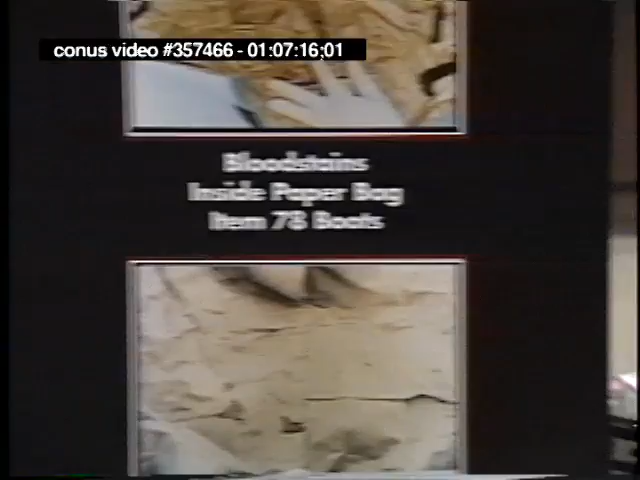 conus video #357466 - 01:07:16;01
Bloodstains
Inside Paper Bag
Item 78 Boots